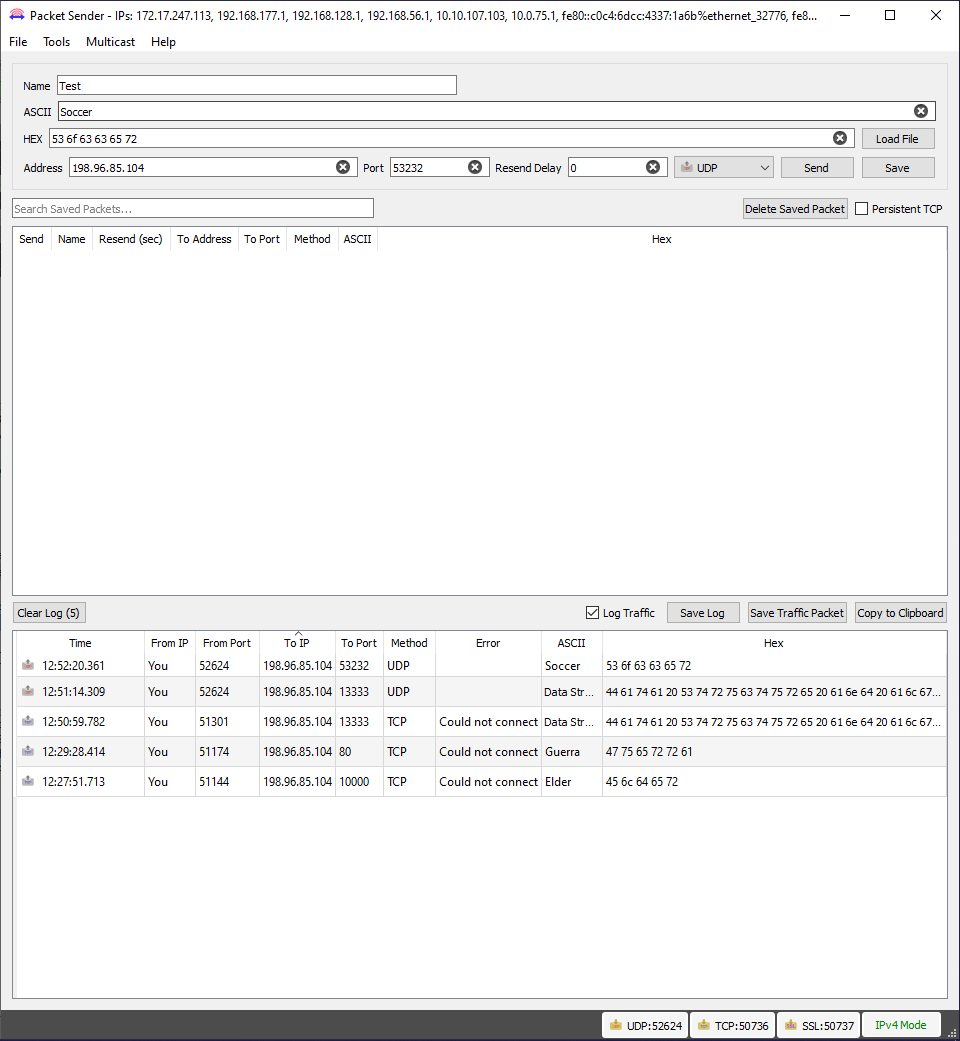 Packet Sender - IPs: 172.17.247.113, 192.168.177.1, 192.168.128.1, 192.168.56.1, 10.10.107.103, 10.0.75.1, fe80::c0c4:6dcc:4337:1a6b%ethernet_32776, fe8...
File Tools Multicast Help
Name Test
ASCII Soccer
HEX 53 6f 63 63 65 72 Load File
Address 198.96.85.104 Port 53232 Resend Delay 0 UDP Send Save
Search Saved Packets... Delete Saved Packet Persistent TCP
Send Name Resend (sec) To Address To Port Method ASCII Hex
Clear Log (5) Log Traffic Save Log Save Traffic Packet Copy to Clipboard
Time From IP From Port To IP To Port Method Error ASCII Hex
12:52:20.361 You 52624 198.96.85.104 53232 UDP Soccer 53 6f 63 63 65 72
12:51:14.309 You 52624 198.96.85.104 13333 UDP Data Str... 44 61 74 61 20 53 74 72 75 63 74 75 72 65 20 61 6e 64 20 61 6c 67...
12:50:59.782 You 51301 198.96.85.104 13333 TCP Could not connect Data Str... 44 61 74 61 20 53 74 72 75 63 74 75 72 65 20 61 6e 64 20 61 6c 67...
12:29:28.414 You 51174 198.96.85.104 80 TCP Could not connect Guerra 47 75 65 72 72 61
12:27:51.713 You 51144 198.96.85.104 10000 TCP Could not connect Elder 45 6c 64 65 72
UDP:52624 TCP:50736 SSL:50737 IPv4 Mode